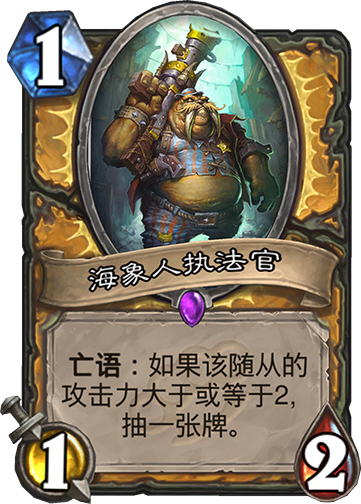 1
海象人执法官
亡语：如果该随从的
攻击力大于或等于2，
抽一张牌。
1
2